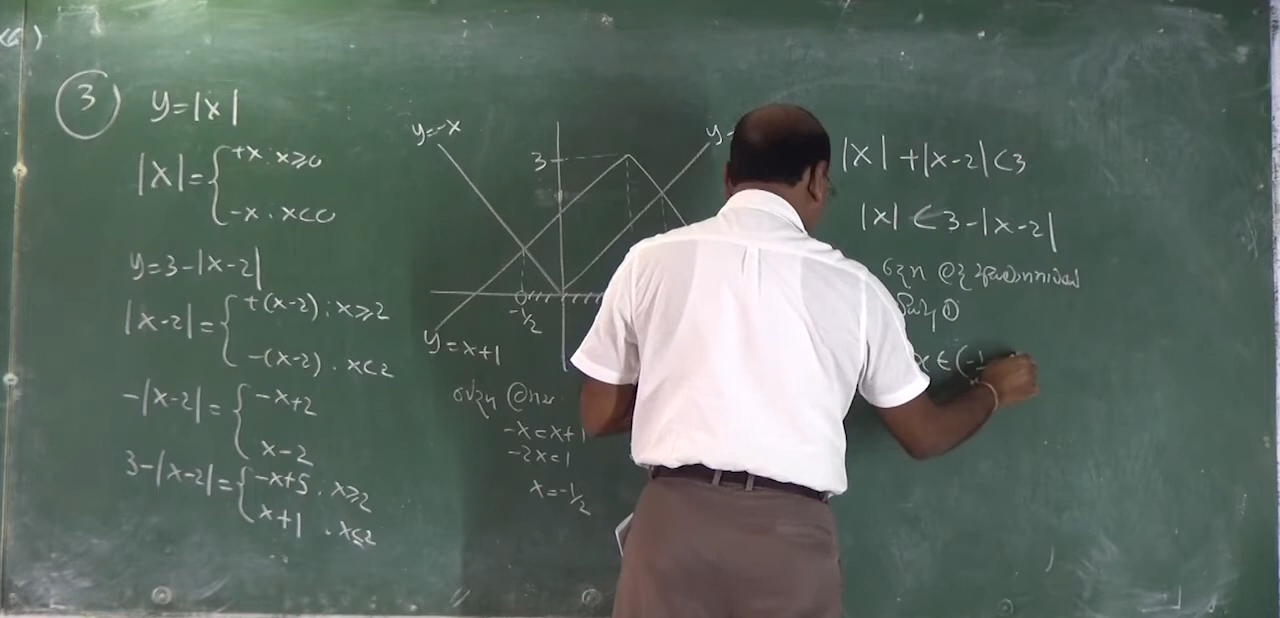 3
y=|x|
|x|={+x : x≥0
-x . x<0
y=3-|x-2|
|x-2|={+(x-2) : x≥2
-(x-2) . x<2
-|x-2|={-x+2
x-2
3-|x-2|={-x+5 . x≥2
x+1 . x≤2
y=-x
3
y=
-1/2
y=x+1
-x=x+1
-2x=1
x=-1/2
|x|+|x-2|<3
|x|<3-|x-2|
x∈(-1